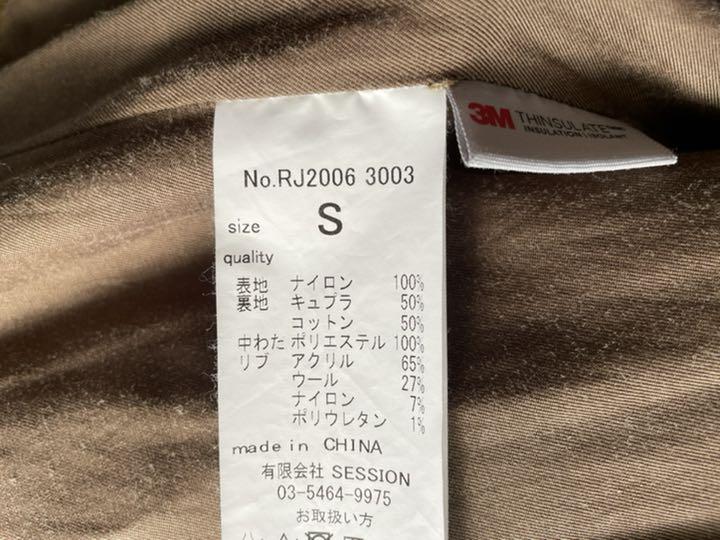 3M THINSULATE™
INSULATION | ISOLANT
No.RJ2006 3003
size S
quality
表地 ナイロン 100%
裏地 キュプラ 50%
コットン 50%
中わた ポリエステル 100%
リブ アクリル 65%
ウール 27%
ナイロン 7%
ポリウレタン 1%
made in CHINA
有限会社 SESSION
03-5464-9975
お取扱い方